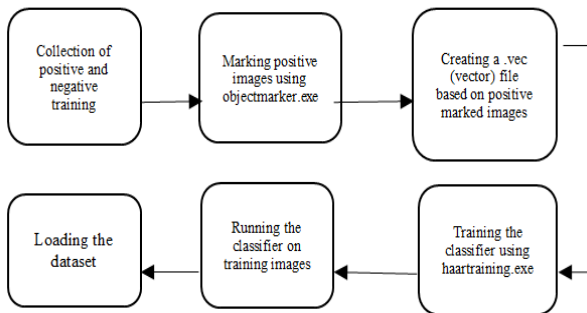 Collection of
positive and
negative
training
Marking positive
images using
objectmarker.exe
Creating a .vec
(vector) file
based on positive
marked images
Training the
classifier using
haartraining.exe
Running the
classifier on
training images
Loading the
dataset